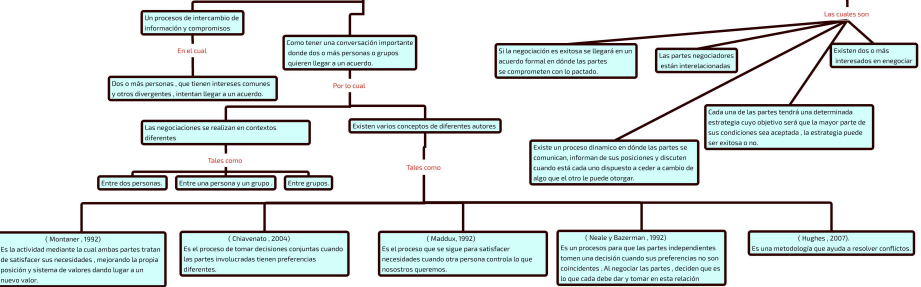 Un procesos de intercambio de
información y compromisos
En el cual
Dos o más personas , que tienen intereses comunes
y otros divergentes , intentan llegar a un acuerdo.
Como tener una conversación importante
donde dos o más personas o grupos
quieren llegar a un acuerdo.
Por lo cual
Las negociaciones se realizan en contextos
diferentes
Tales como
Entre dos personas.
Entre una persona y un grupo .
Entre grupos.
Existen varios conceptos de diferentes autores
Tales como
( Montaner , 1992)
Es la actividad mediante la cual ambas partes tratan
de satisfacer sus necesidades , mejorando la propia
posición y sistema de valores dando lugar a un
nuevo valor.
( Chiavenato , 2004)
Es el proceso de tomar decisiones conjuntas cuando
las partes involucradas tienen preferencias
diferentes.
( Maddux, 1992)
Es el proceso que se sigue para satisfacer
necesidades cuando otra persona controla lo que
nosostros queremos.
( Neale y Bazerman , 1992)
Es un procesos para que las partes independientes
tomen una decisión cuando sus preferencias no son
coincidentes . Al negociar las partes , deciden que es
lo que cada debe dar y tomar en esta relación
( Hughes , 2007).
Es una metodología que ayuda a resolver conflictos.
Las cuales son
Si la negociación es exitosa se llegará en un
acuerdo formal en dónde las partes
se comprometen con lo pactado.
Las partes negociadores
están interelacionadas
Existen dos o más
interesados en enegociar
Cada una de las partes tendrá una determinada
estrategia cuyo objetivo será que la mayor parte de
sus condiciones sea aceptada , la estrategia puede
ser exitosa o no.
Existe un proceso dinamico en dónde las partes se
comunican, informan de sus posiciones y discuten
cuando está cada uno dispuesto a ceder a cambio de
algo que el otro le puede otorgar.